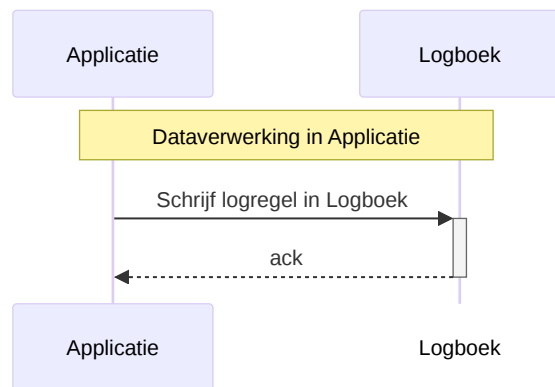 Applicatie
Logboek
Dataverwerking in Applicatie
Schrijf logregel in Logboek
ack
Applicatie
Logboek